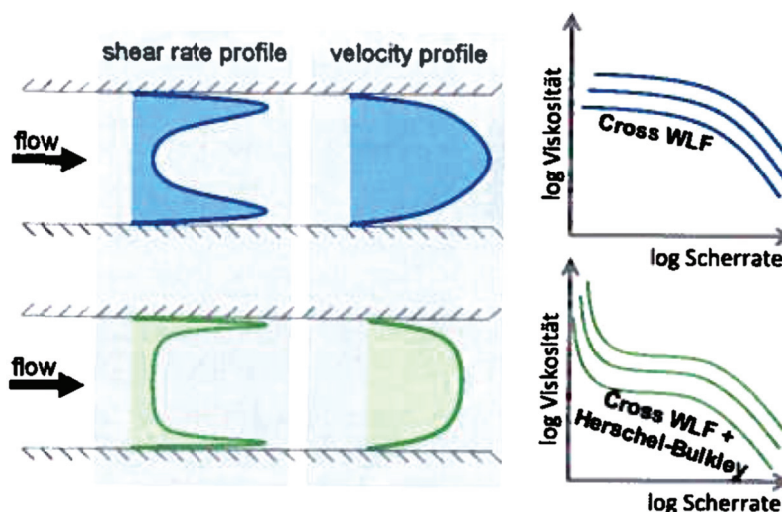 shear rate profile
velocity profile
flow
log Viskosität
Cross WLF
log Scherrate
flow
log Viskosität
Cross WLF +
Herschel-Bulkley
log Scherrate